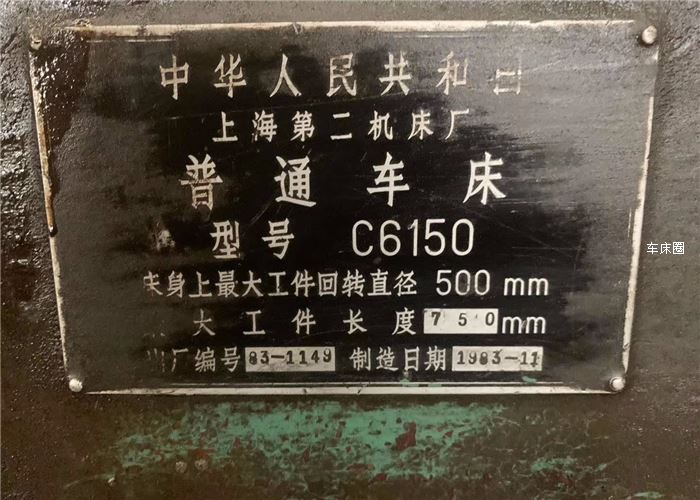 中华人民共和国
上海第二机床厂
普通车床
型号 C6150
床身上最大工件回转直径 500 mm
大工件长度 750 mm
出厂编号 83-1149 制造日期 1983-11
车床圈